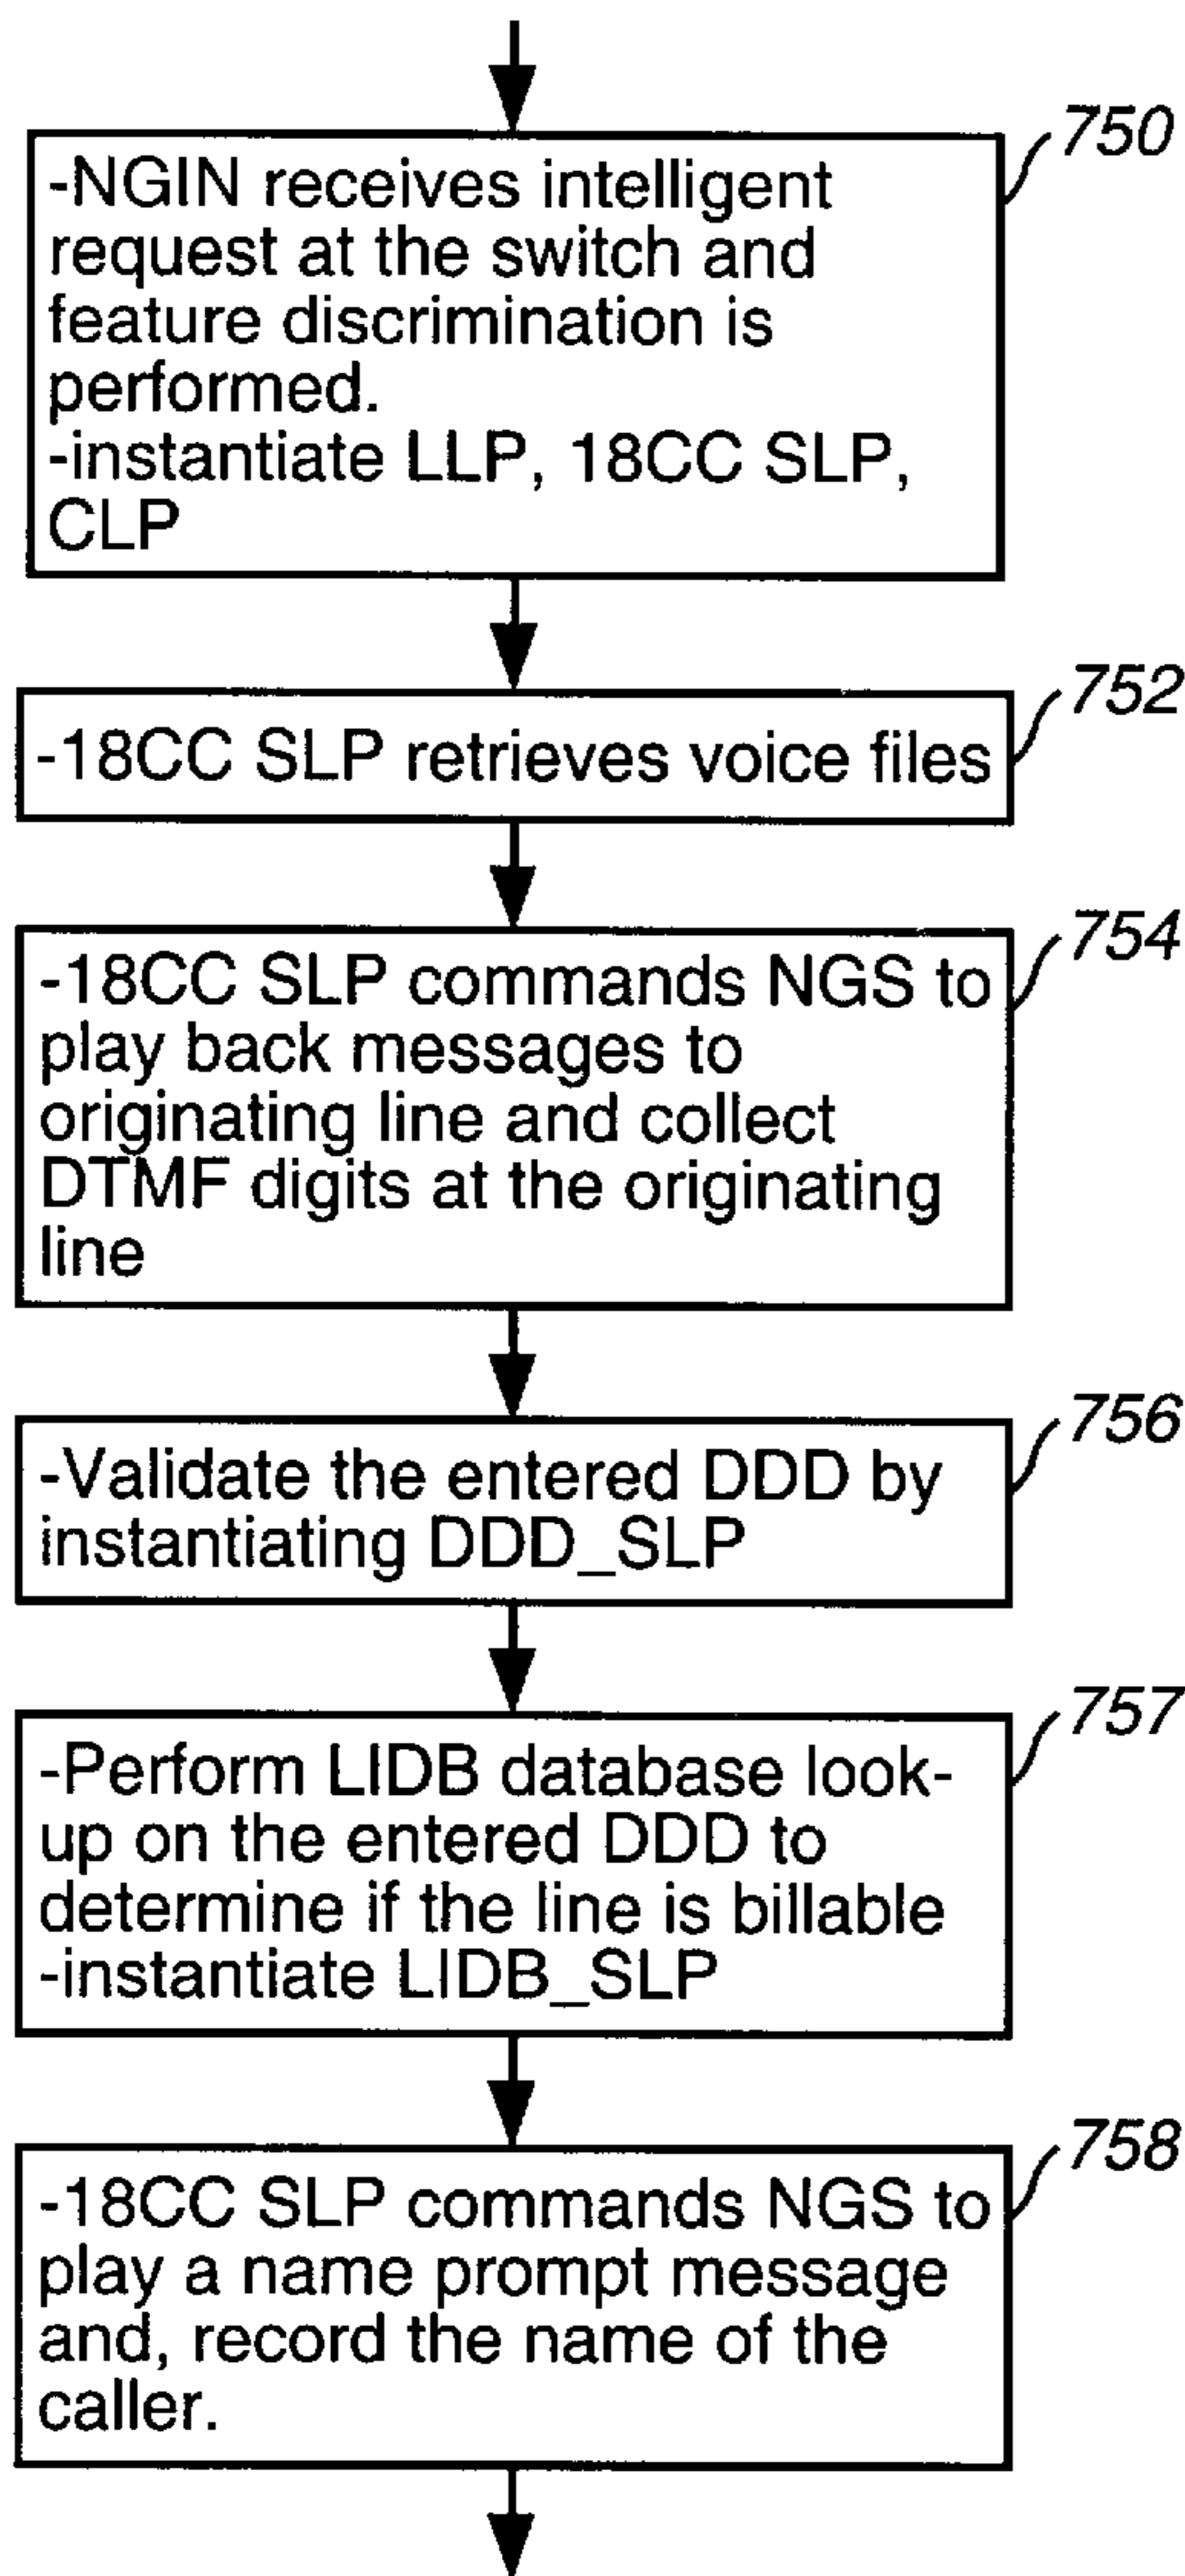 750
-NGIN receives intelligent
request at the switch and
feature discrimination is
performed.
-instantiate LLP, 18CC SLP,
CLP
752
-18CC SLP retrieves voice files
754
-18CC SLP commands NGS to
play back messages to
originating line and collect
DTMF digits at the originating
line
756
-Validate the entered DDD by
instantiating DDD_SLP
757
-Perform LIDB database look-
up on the entered DDD to
determine if the line is billable
-instantiate LIDB_SLP
758
-18CC SLP commands NGS to
play a name prompt message
and, record the name of the
caller.